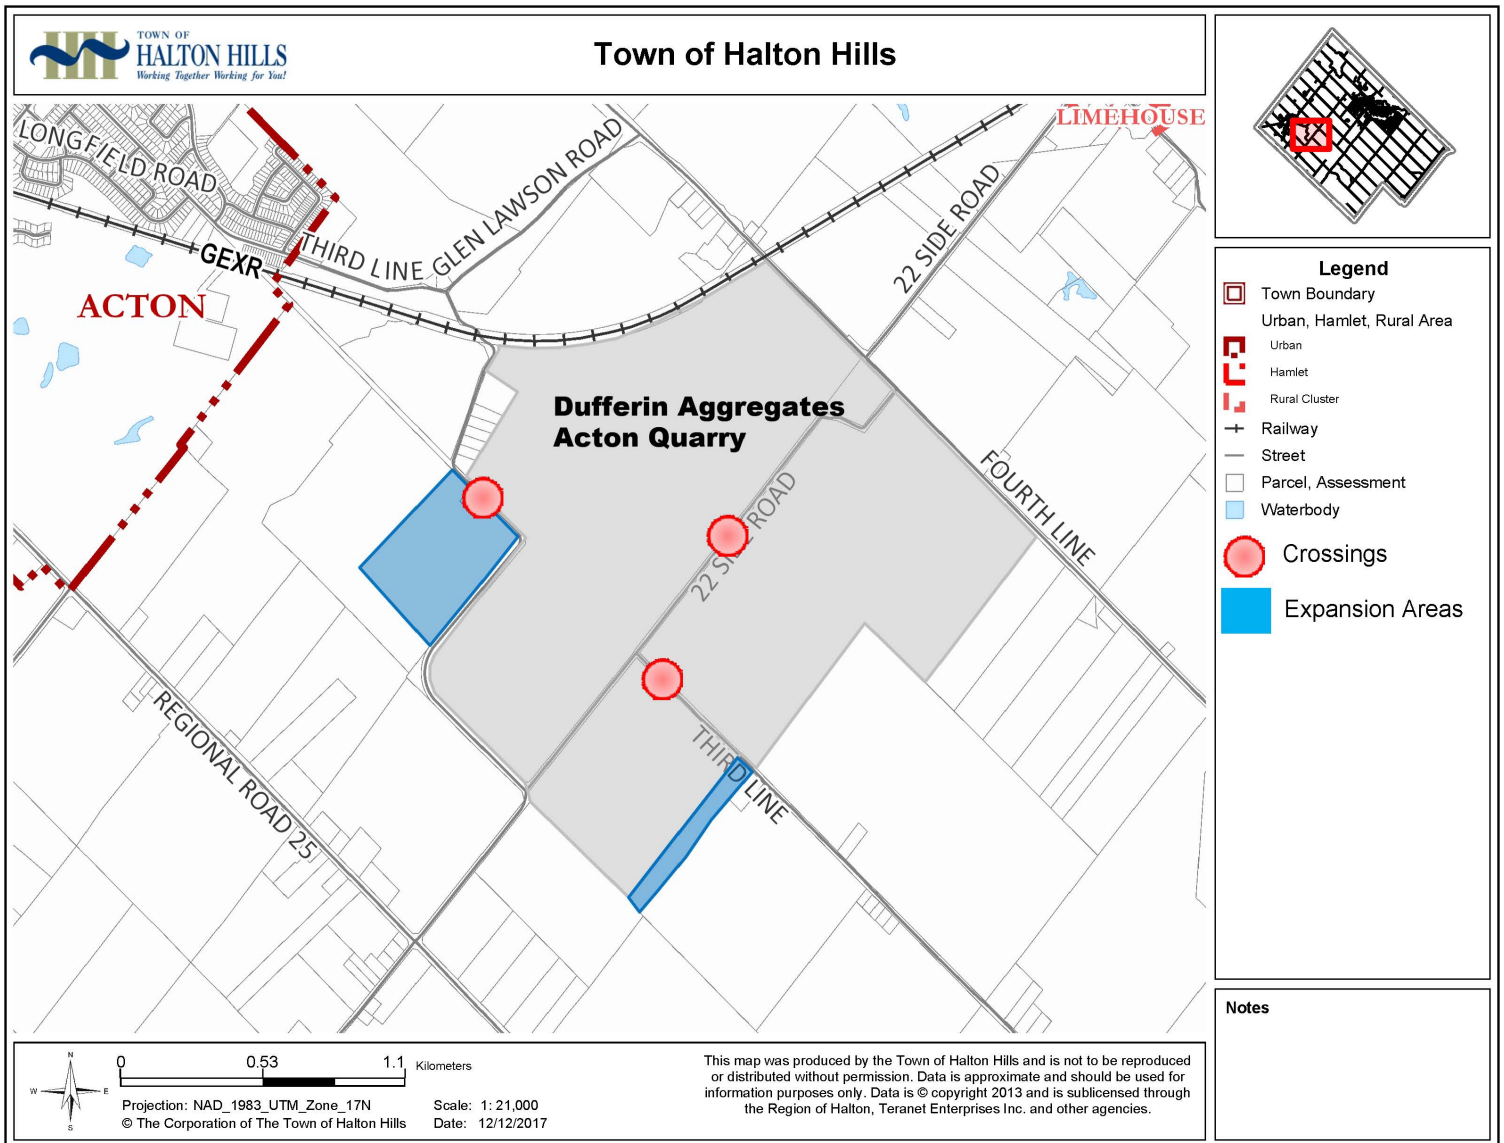 TOWN OF
HALTON HILLS
Working Together Working for You!
Town of Halton Hills
LONGFIELD ROAD
GLEN LAWSON ROAD
LIMEHOUSE
22 SIDE ROAD
THIRD LINE
GEXR
ACTON
Dufferin Aggregates
Acton Quarry
FOURTH LINE
22 SIDE ROAD
REGIONAL ROAD 25
THIRD LINE
Legend
Town Boundary
Urban, Hamlet, Rural Area
Urban
Hamlet
Rural Cluster
Railway
Street
Parcel, Assessment
Waterbody
Crossings
Expansion Areas
Notes
N
W E
S
0 0.53 1.1 Kilometers
Projection: NAD_1983_UTM_Zone_17N
© The Corporation of The Town of Halton Hills
Scale: 1: 21,000
Date: 12/12/2017
This map was produced by the Town of Halton Hills and is not to be reproduced
or distributed without permission. Data is approximate and should be used for
information purposes only. Data is © copyright 2013 and is sublicensed through
the Region of Halton, Teranet Enterprises Inc. and other agencies.